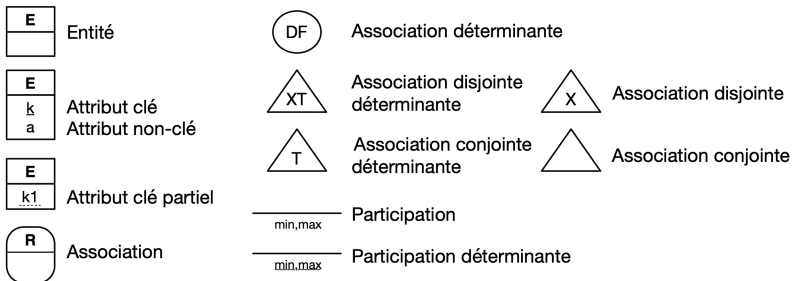 E
Entité
E
k
a
Attribut clé
Attribut non-clé
E
k1
Attribut clé partiel
R
Association
DF
Association déterminante
XT
Association disjointe
déterminante
X
Association disjointe
T
Association conjointe
déterminante
Association conjointe
min,max
Participation
min,max
Participation déterminante